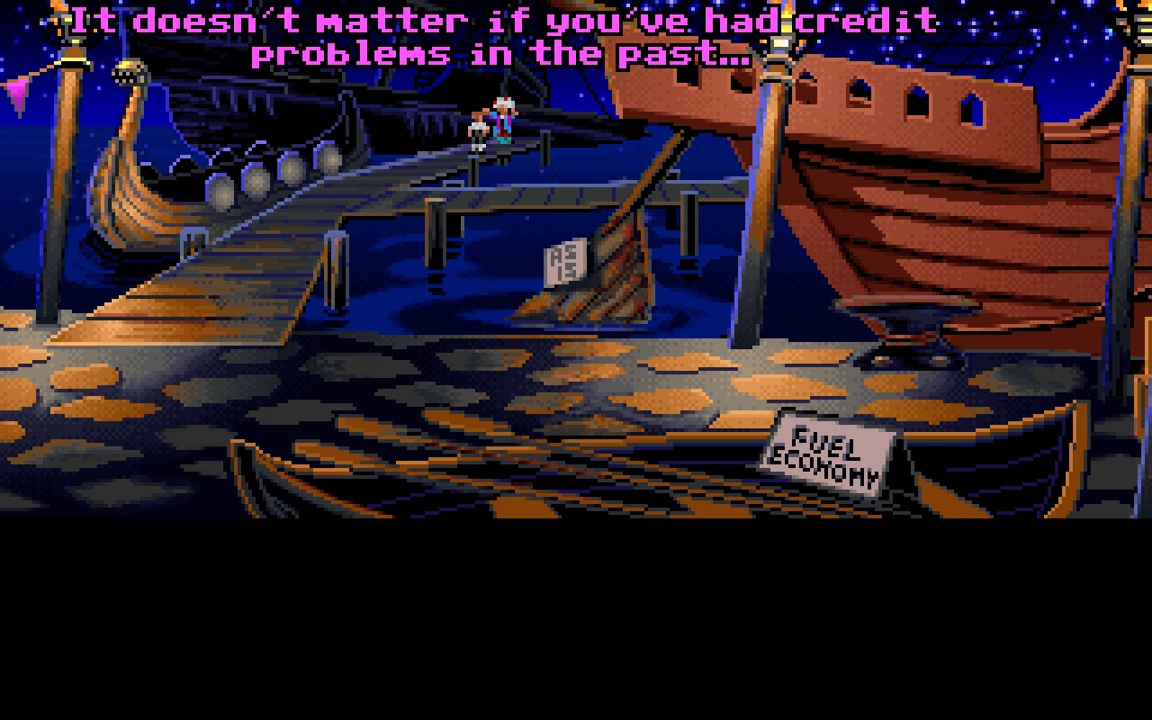 It doesn't matter if you've had credit
problems in the past...
AS
IS
FUEL
ECONOMY